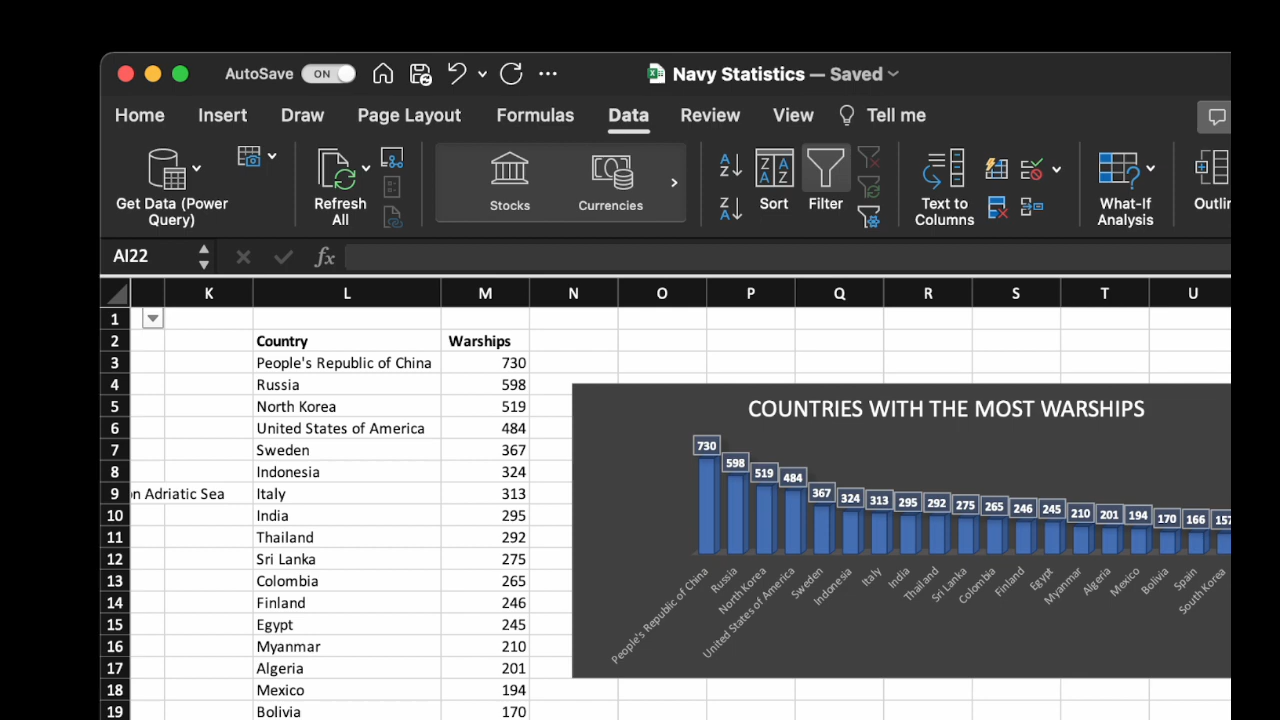 AutoSave ON Navy Statistics — Saved
Home Insert Draw Page Layout Formulas Data Review View Tell me
Get Data (Power Query) Refresh All Stocks Currencies Sort Filter Text to Columns What-If Analysis
AI22 fx
K L M N O P Q R S T U
1
2 Country Warships
3 People's Republic of China 730
4 Russia 598
5 North Korea 519
6 United States of America 484
7 Sweden 367
8 Indonesia 324
9 Adriatic Sea Italy 313
10 India 295
11 Thailand 292
12 Sri Lanka 275
13 Colombia 265
14 Finland 246
15 Egypt 245
16 Myanmar 210
17 Algeria 201
18 Mexico 194
19 Bolivia 170
COUNTRIES WITH THE MOST WARSHIPS
730 598 519 484 367 324 313 295 292 275 265 246 245 210 201 194 170 166 157
People's Republic of China
Russia
North Korea
United States of America
Sweden
Indonesia
Italy
India
Thailand
Sri Lanka
Colombia
Finland
Egypt
Myanmar
Algeria
Mexico
Bolivia
Spain
South Korea